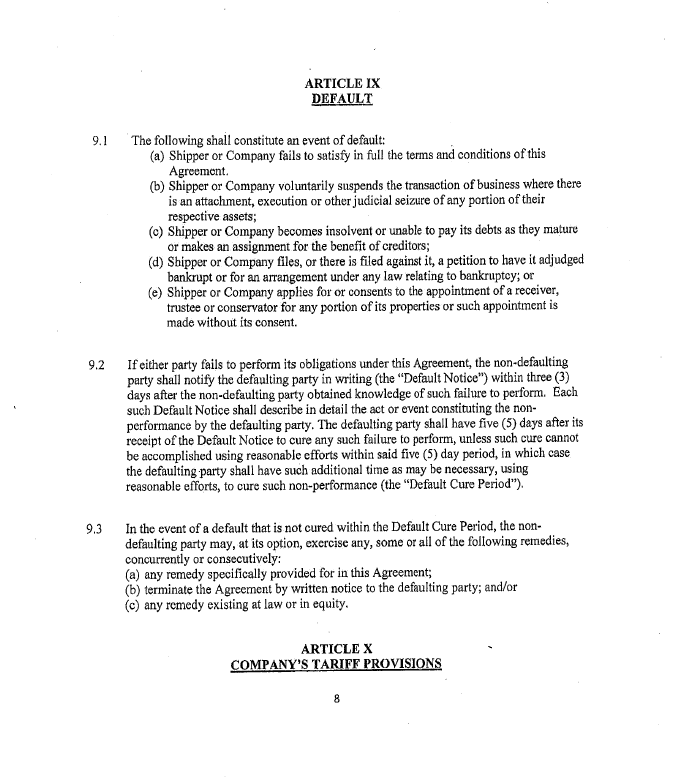 ARTICLE IX
DEFAULT
9.1 The following shall constitute an event of default:
(a) Shipper or Company fails to satisfy in full the terms and conditions of this
Agreement.
(b) Shipper or Company voluntarily suspends the transaction of business where there
is an attachment, execution or other judicial seizure of any portion of their
respective assets;
(c) Shipper or Company becomes insolvent or unable to pay its debts as they mature
or makes an assignment for the benefit of creditors;
(d) Shipper or Company files, or there is filed against it, a petition to have it adjudged
bankrupt or for an arrangement under any law relating to bankruptcy; or
(e) Shipper or Company applies for or consents to the appointment of a receiver,
trustee or conservator for any portion of its properties or such appointment is
made without its consent.
9.2 If either party fails to perform its obligations under this Agreement, the non-defaulting
party shall notify the defaulting party in writing (the “Default Notice”) within three (3)
days after the non-defaulting party obtained knowledge of such failure to perform. Each
such Default Notice shall describe in detail the act or event constituting the non-
performance by the defaulting party. The defaulting party shall have five (5) days after its
receipt of the Default Notice to cure any such failure to perform, unless such cure cannot
be accomplished using reasonable efforts within said five (5) day period, in which case
the defaulting party shall have such additional time as may be necessary, using
reasonable efforts, to cure such non-performance (the “Default Cure Period”).
9.3 In the event of a default that is not cured within the Default Cure Period, the non-
defaulting party may, at its option, exercise any, some or all of the following remedies,
concurrently or consecutively:
(a) any remedy specifically provided for in this Agreement;
(b) terminate the Agreement by written notice to the defaulting party; and/or
(c) any remedy existing at law or in equity.
ARTICLE X
COMPANY’S TARIFF PROVISIONS
8